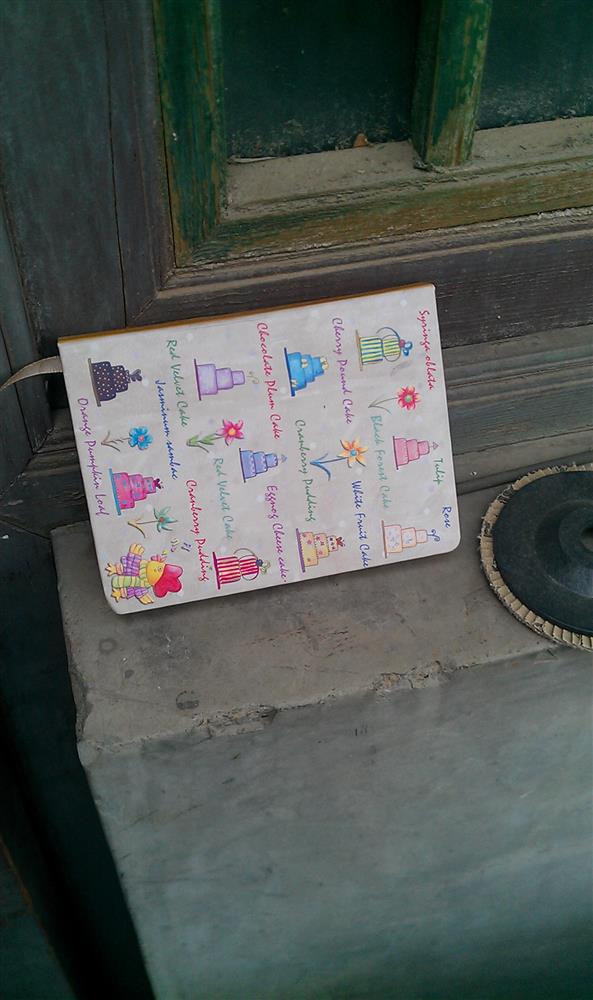 Syringa oblata
Tulip
Rose
Cherry Pound Cake
Black Forest Cake
White Fruit Cake
Chocolate Plum Cake
Cranberry Pudding
Eggnog Cheese cake.
Red Velvet Cake
Red Velvet Cake
Cranberry Pudding
Jasminum sambac
Orange Pumpkin Loaf